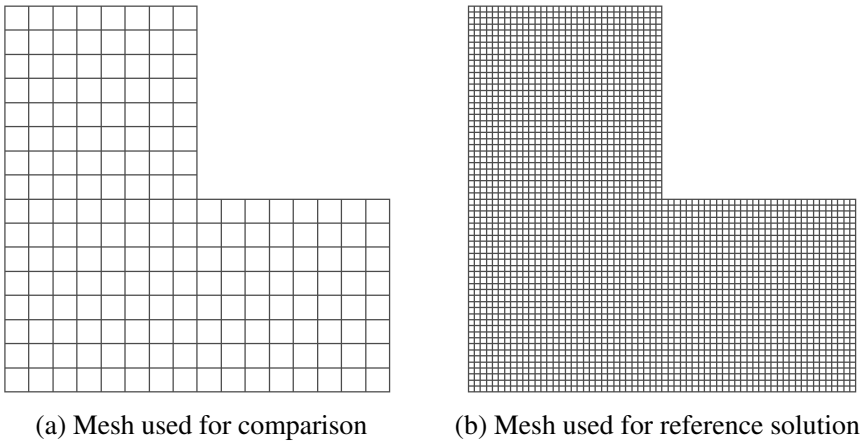 (a) Mesh used for comparison
(b) Mesh used for reference solution